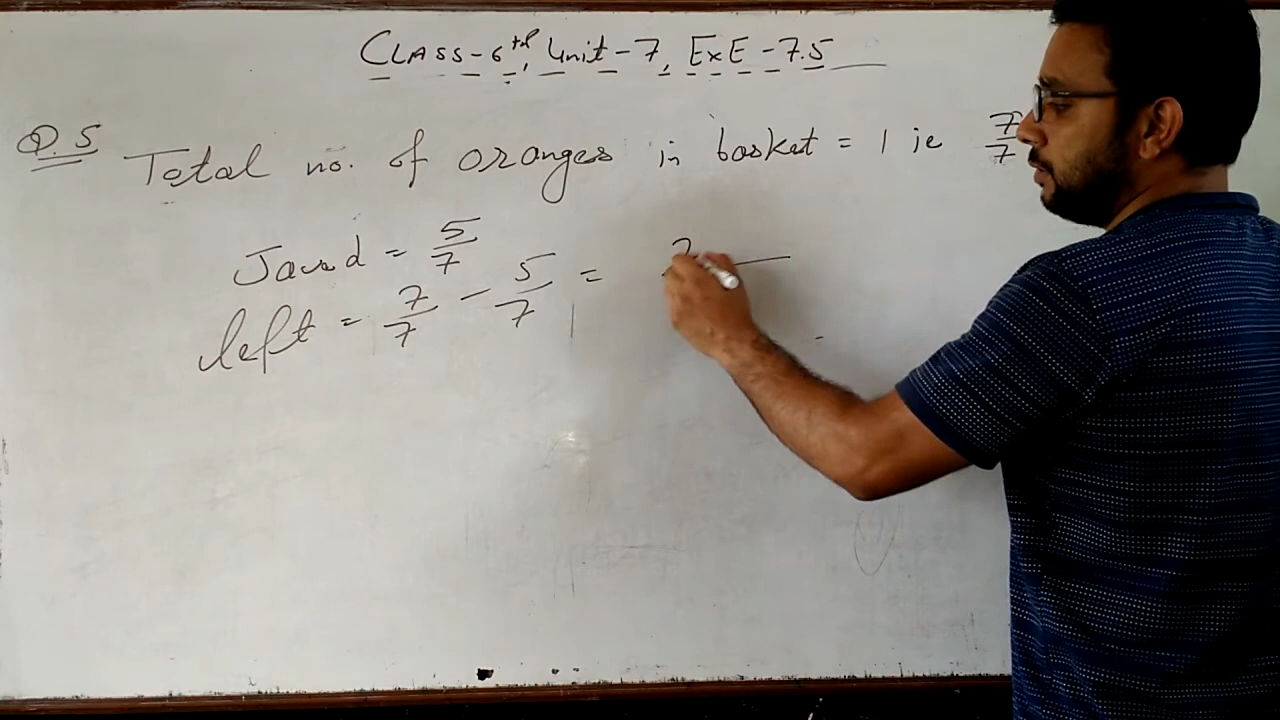 CLASS-6th, Unit-7, ExE-7.5
Q.5 Total no. of oranges in basket = 1 ie 7/7
Javed = 5/7
left = 7/7 - 5/7 =